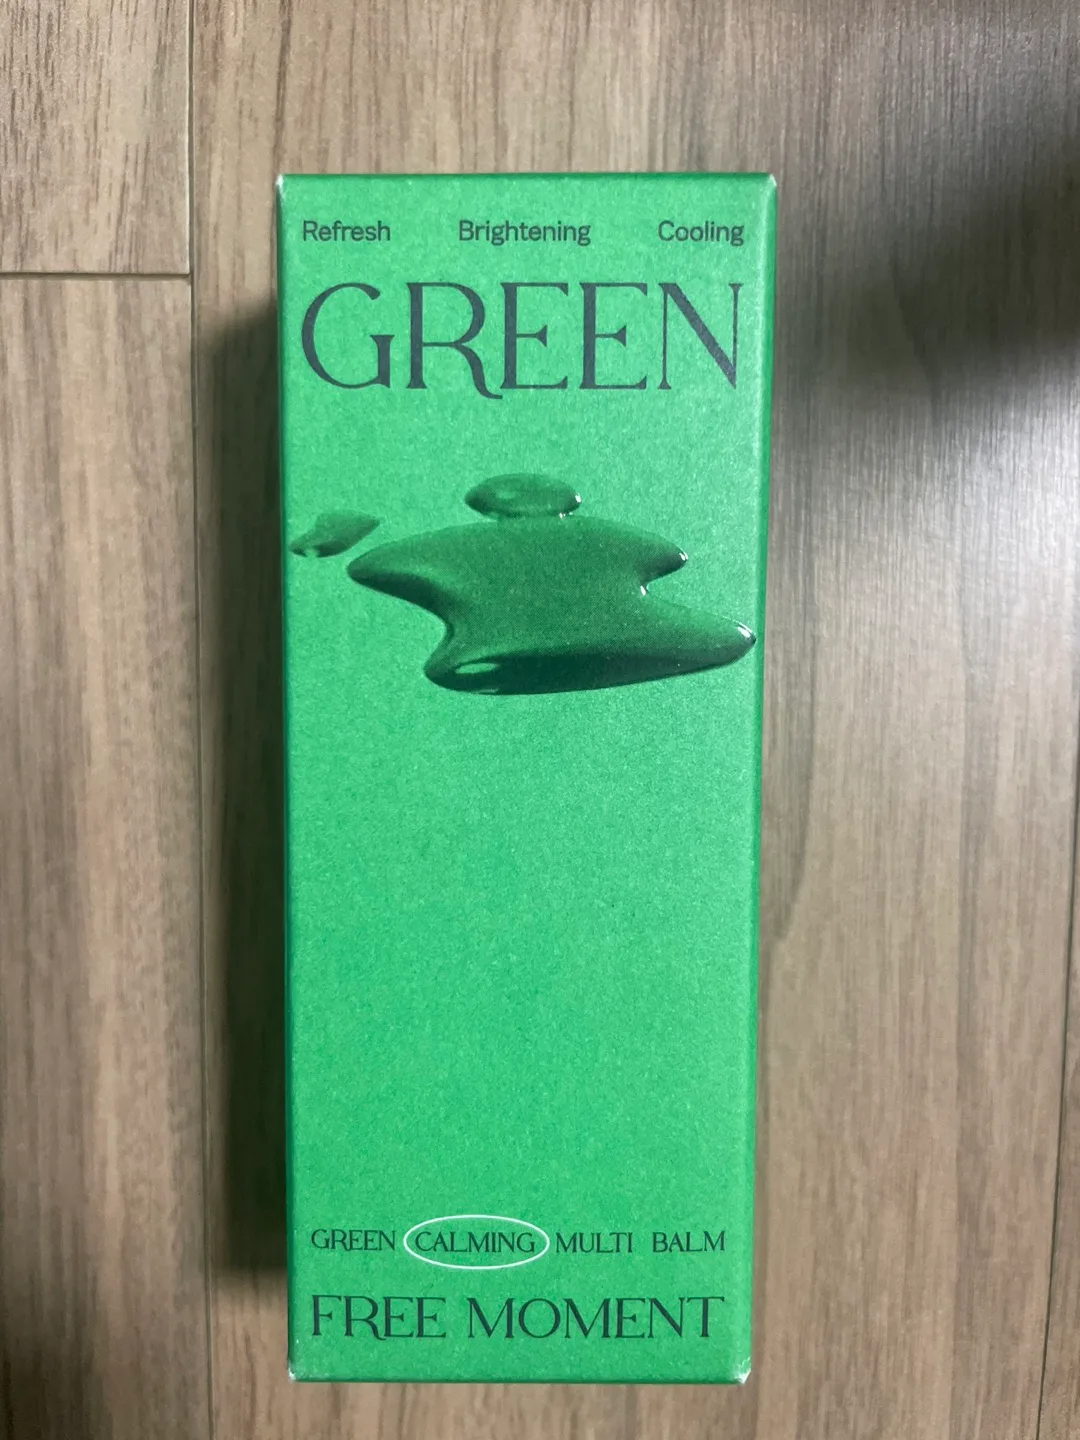 Refresh Brightening Cooling
GREEN
GREEN CALMING MULTI BALM
FREE MOMENT